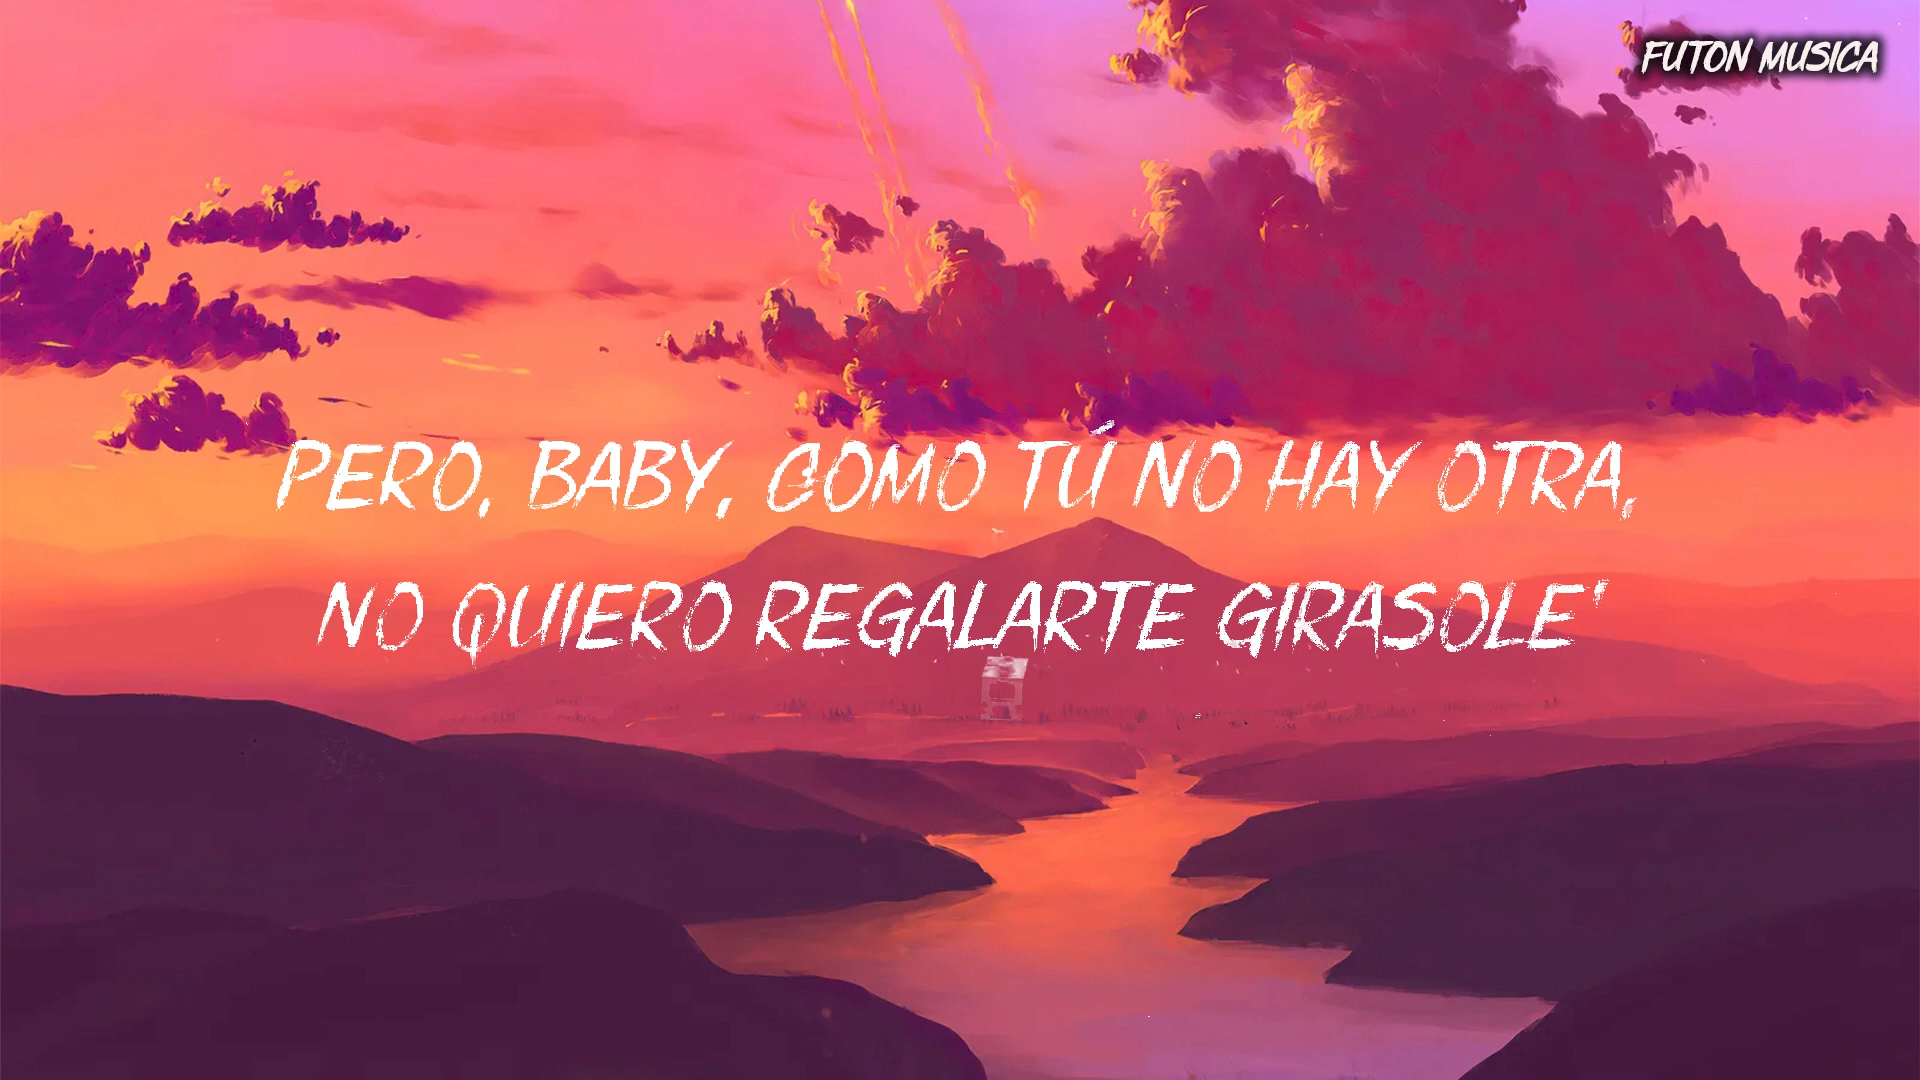 FUTON MUSICA
PERO, BABY, COMO TÚ NO HAY OTRA,
NO QUIERO REGALARTE GIRASOLE'